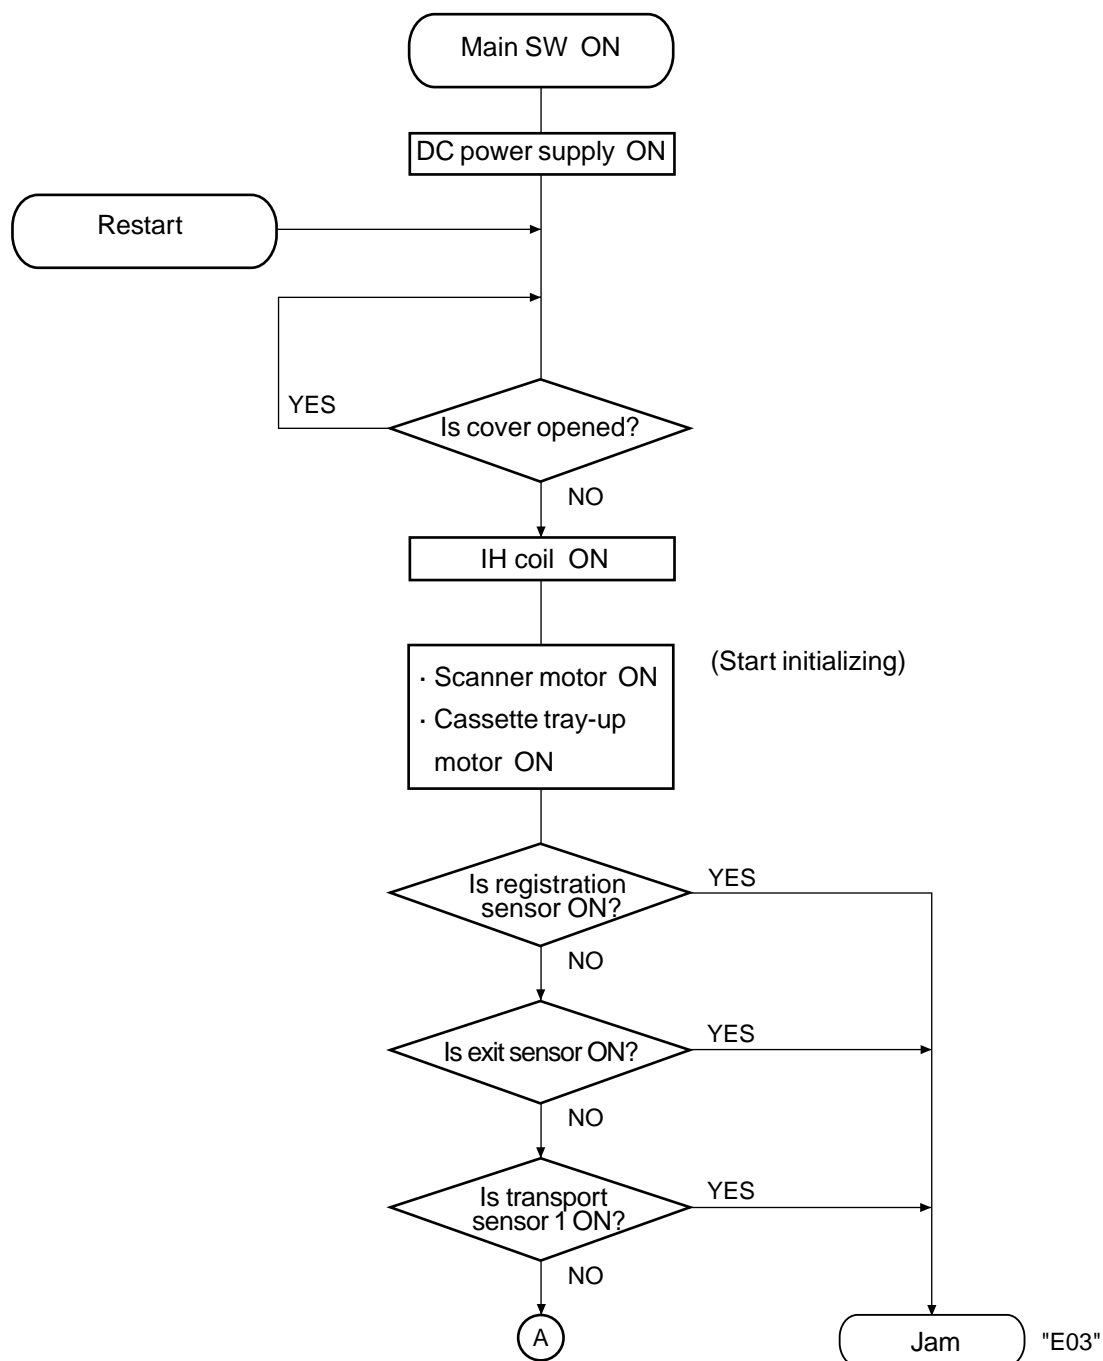 Main SW ON
DC power supply ON
Restart
YES
Is cover opened?
NO
IH coil ON
· Scanner motor ON
· Cassette tray-up
motor ON
(Start initializing)
Is registration
sensor ON?
YES
NO
Is exit sensor ON?
YES
NO
Is transport
sensor 1 ON?
YES
NO
A
Jam
"E03"